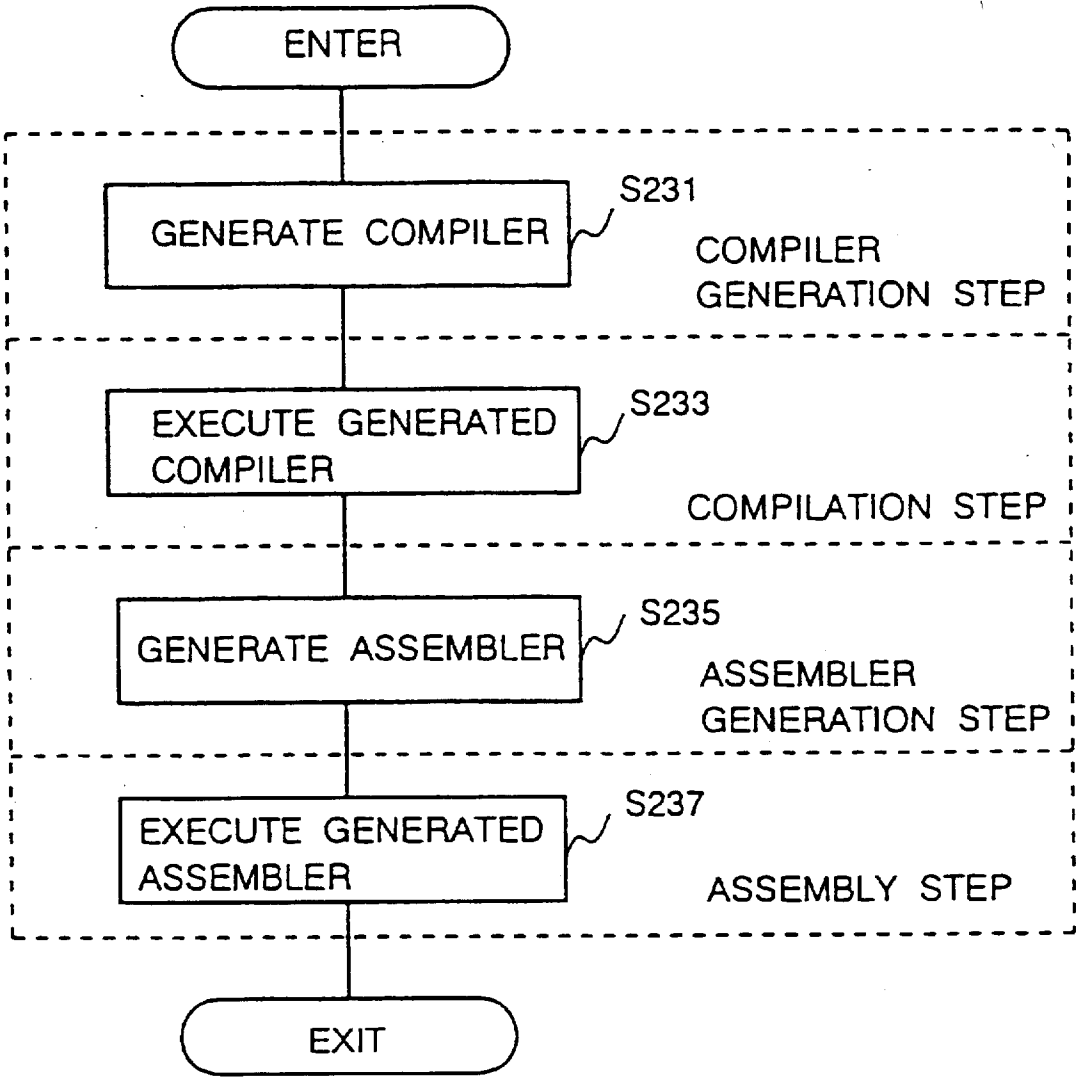 ENTER
S231
GENERATE COMPILER
COMPILER
GENERATION STEP
S233
EXECUTE GENERATED
COMPILER
COMPILATION STEP
S235
GENERATE ASSEMBLER
ASSEMBLER
GENERATION STEP
S237
EXECUTE GENERATED
ASSEMBLER
ASSEMBLY STEP
EXIT